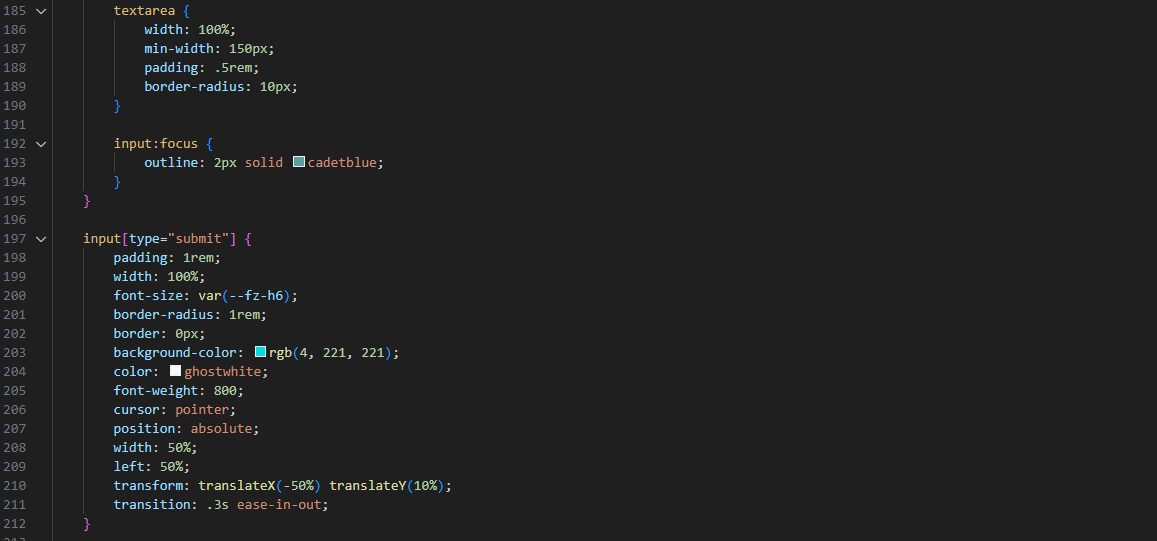 185 textarea {
186 width: 100%;
187 min-width: 150px;
188 padding: .5rem;
189 border-radius: 10px;
190 }
191
192 input:focus {
193 outline: 2px solid cadetblue;
194 }
195 }
196
197 input[type="submit"] {
198 padding: 1rem;
199 width: 100%;
200 font-size: var(--fz-h6);
201 border-radius: 1rem;
202 border: 0px;
203 background-color: rgb(4, 221, 221);
204 color: ghostwhite;
205 font-weight: 800;
206 cursor: pointer;
207 position: absolute;
208 width: 50%;
209 left: 50%;
210 transform: translateX(-50%) translateY(10%);
211 transition: .3s ease-in-out;
212 }